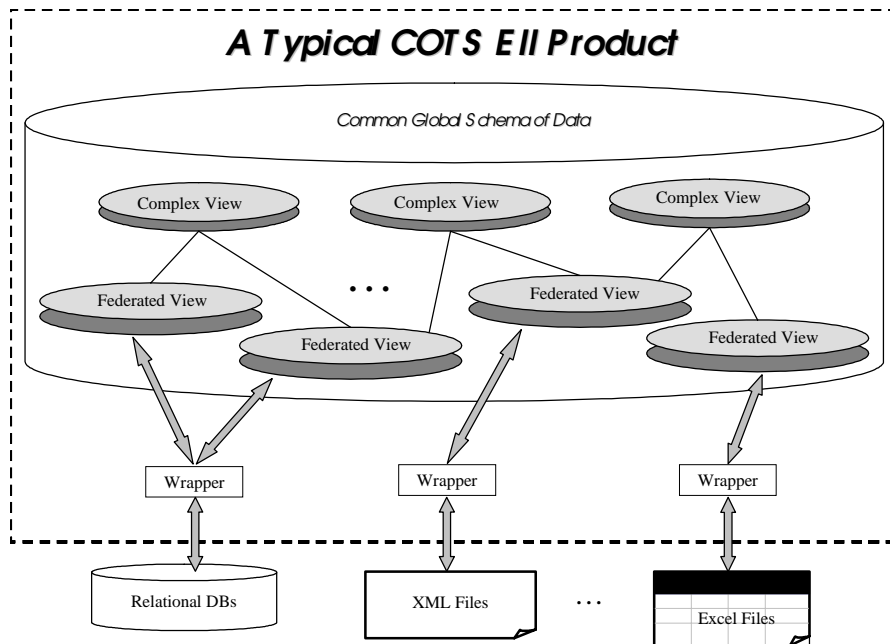 A Typical COTS EII Product
Common Global Schema of Data
Complex View
Complex View
Complex View
Federated View
...
Federated View
Federated View
Federated View
Wrapper
Wrapper
Wrapper
Relational DBs
XML Files
...
Excel Files